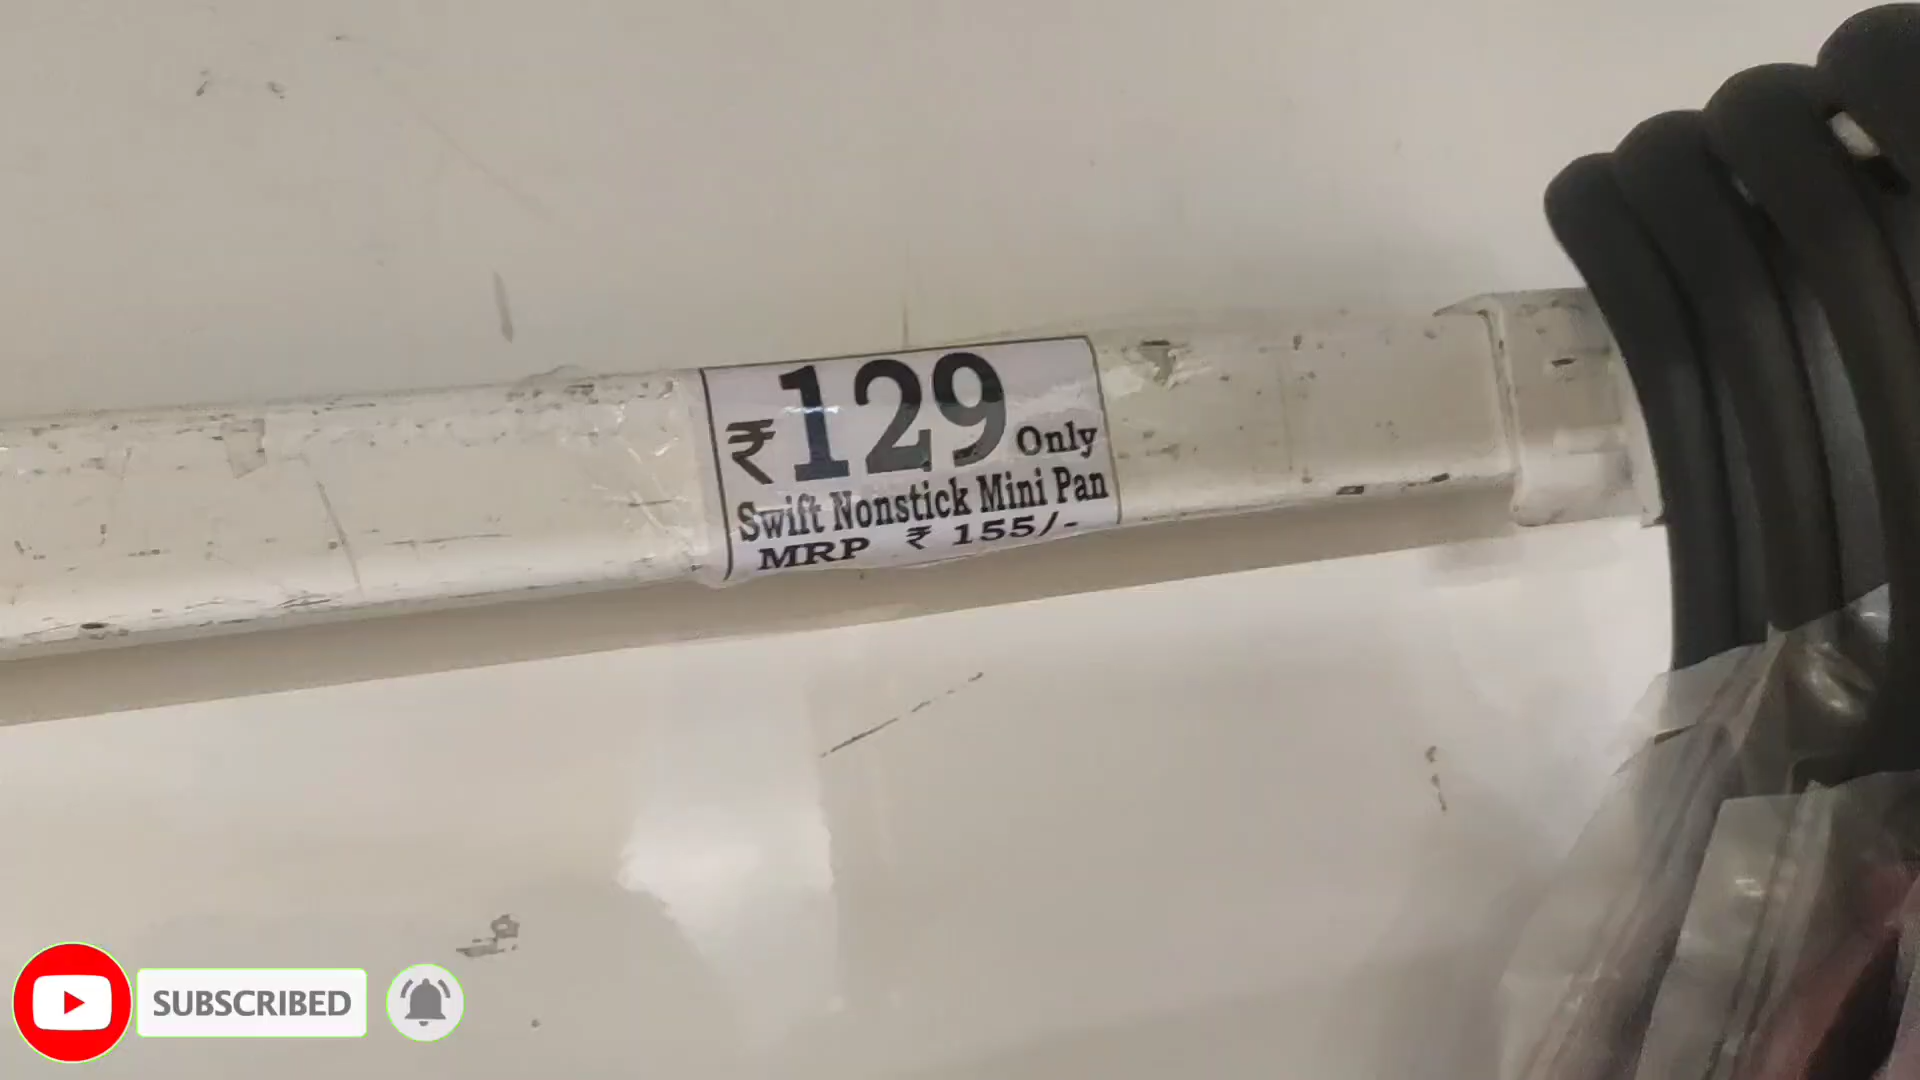 ₹129 Only
Swift Nonstick Mini Pan
MRP ₹ 155/-
SUBSCRIBED